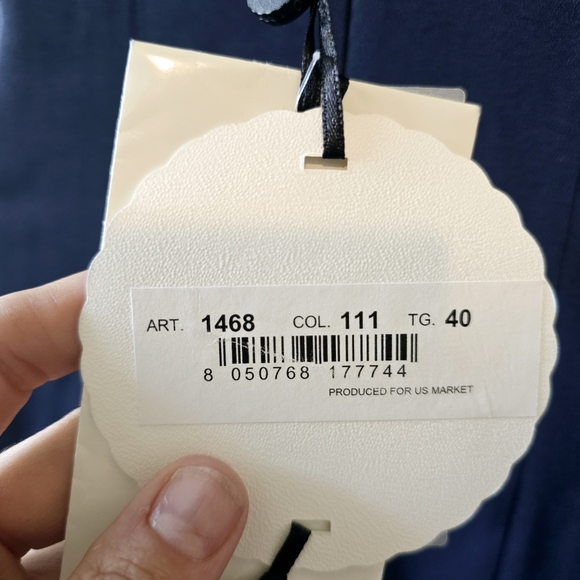 ART. 1468 COL. 111 TG. 40
8 050768 177744
PRODUCED FOR US MARKET